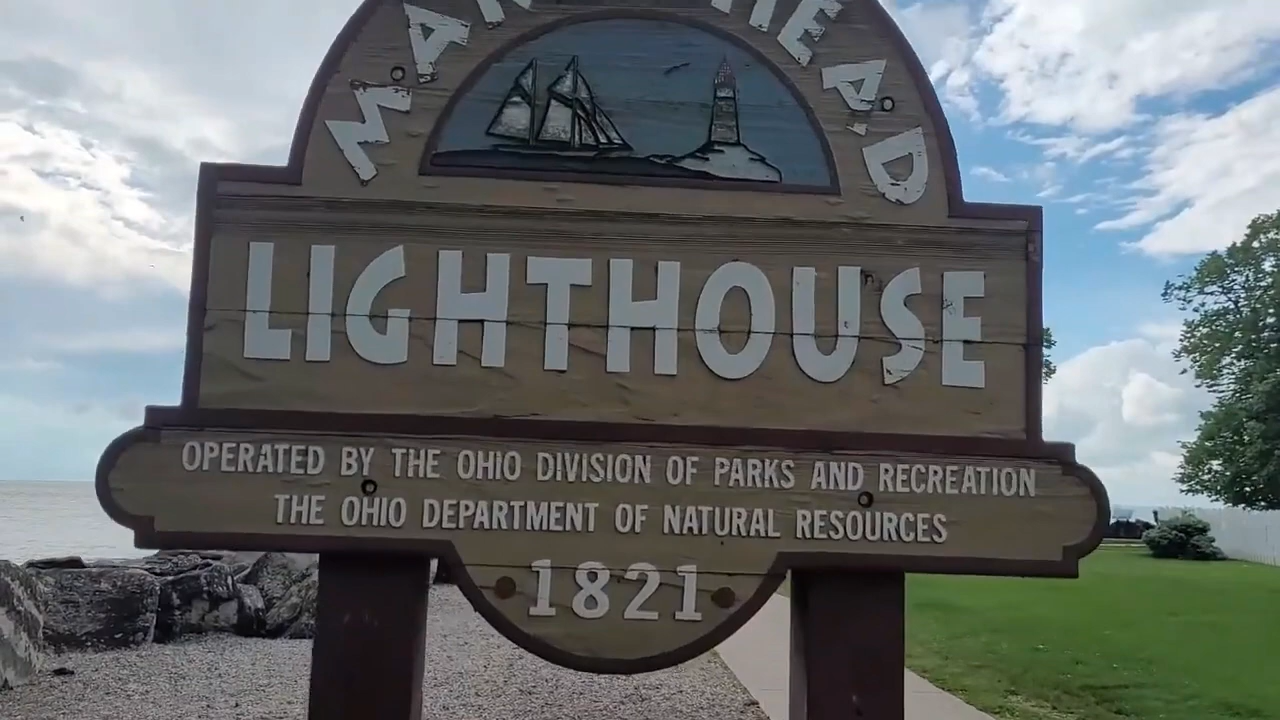 LIGHTHOUSE
OPERATED BY THE OHIO DIVISION OF PARKS AND RECREATION
THE OHIO DEPARTMENT OF NATURAL RESOURCES
1821